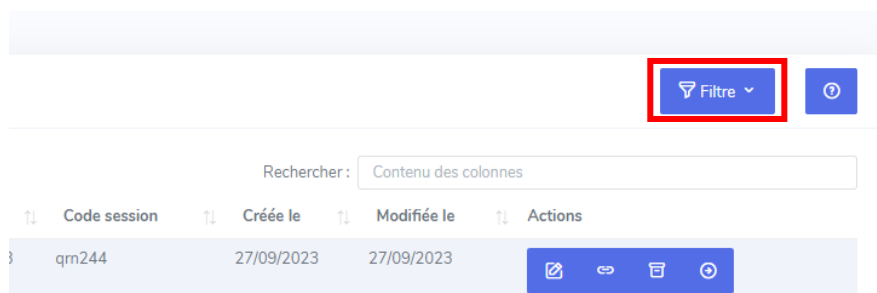 Filtre
Rechercher : Contenu des colonnes
Code session Créée le Modifiée le Actions
qrn244 27/09/2023 27/09/2023